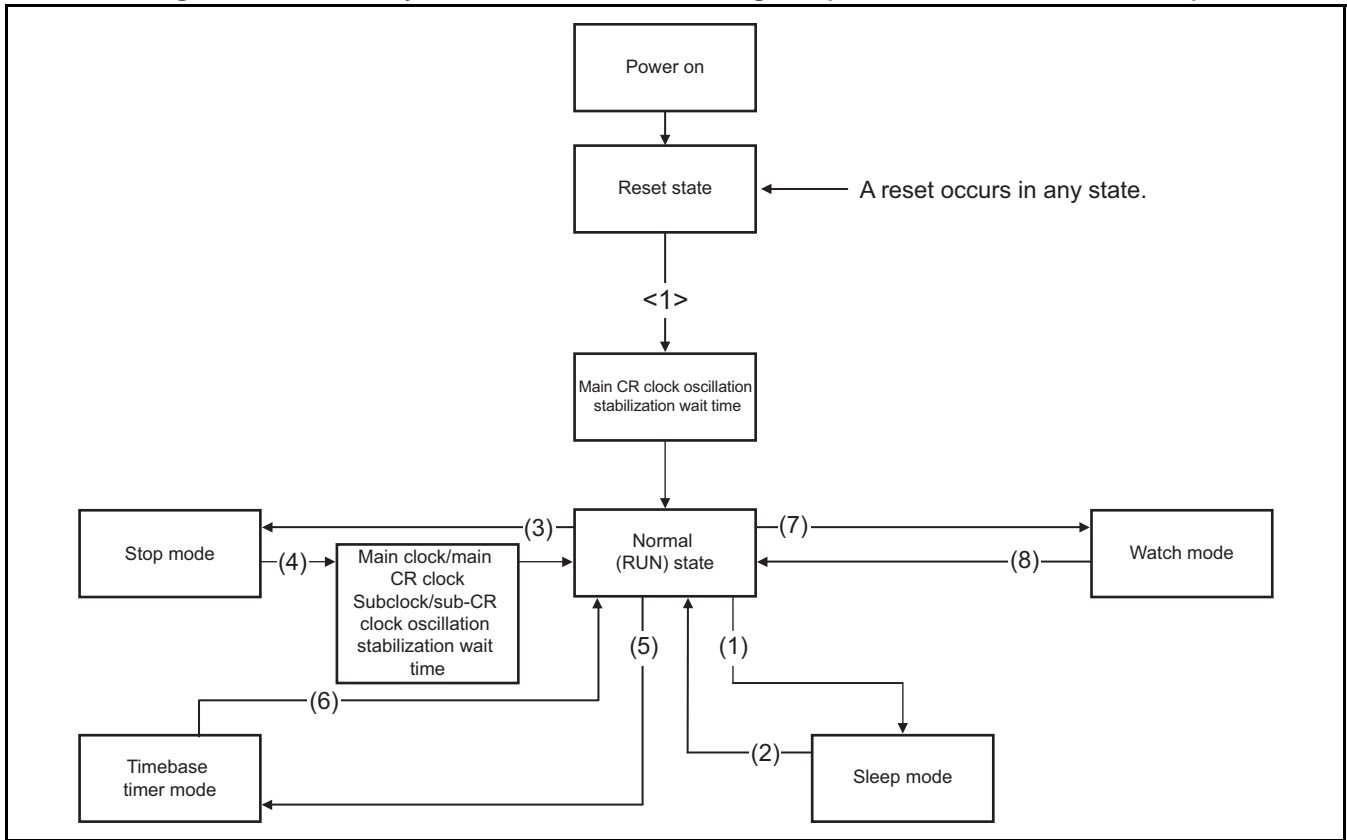 Power on
Reset state
A reset occurs in any state.
<1>
Main CR clock oscillation
stabilization wait time
Stop mode
(3)
(4)
Main clock/main
CR clock
Subclock/sub-CR
clock oscillation
stabilization wait
time
Normal
(RUN) state
(7)
(8)
Watch mode
(5)
(1)
(6)
(2)
Timebase
timer mode
Sleep mode